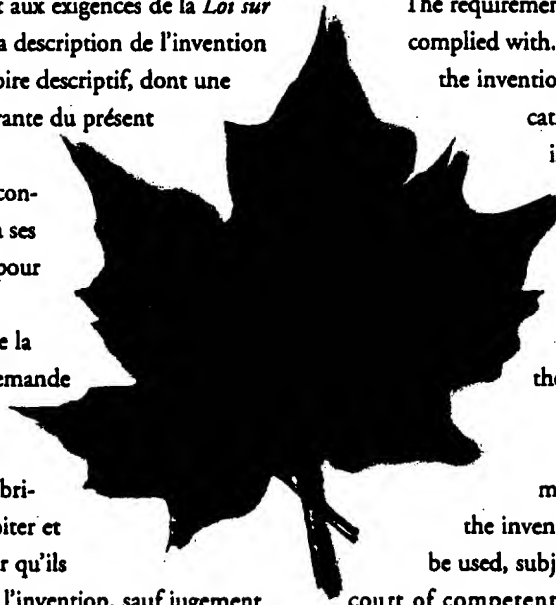 t aux exigences de la Loi sur
a description de l'invention
oire descriptif, dont une
rante du présent
con-
a ses
pour
e la
emande
bri-
oiter et
r qu'ils
l'invention, sauf jugement
The requiremen
complied with.
the inventio
cat
i
the
m
the inven
be used, subj
court of competen